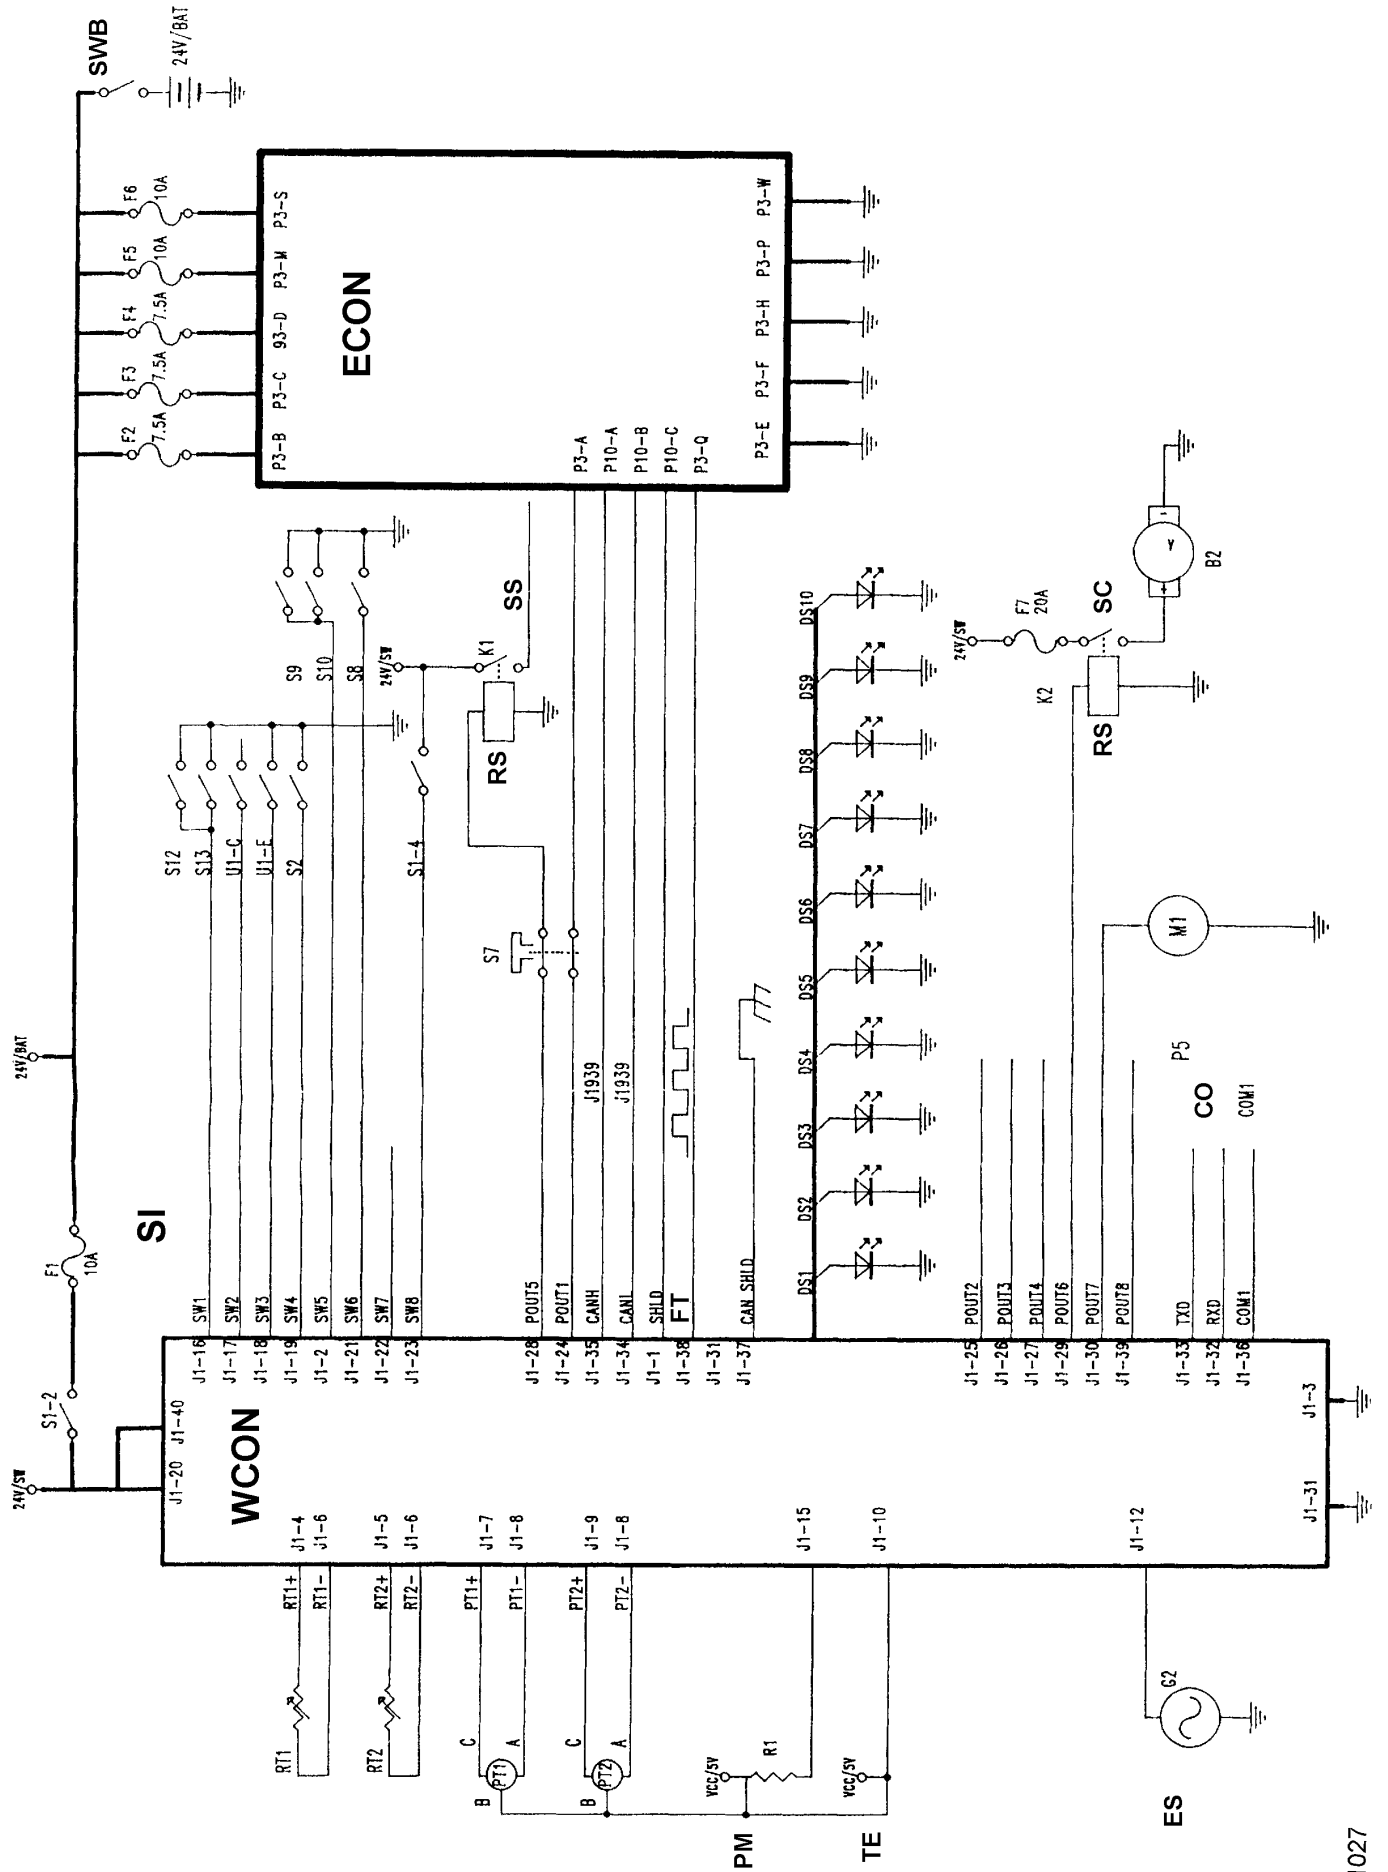 SWB
24V/BAT
F6
10A
F5
10A
F4
7.5A
F3
7.5A
F2
7.5A
P3-S
P3-M
93-D
P3-C
P3-B
ECON
P3-A
P10-A
P10-B
P10-C
P3-Q
P3-W
P3-P
P3-H
P3-F
P3-E
24V/BAT
F1
10A
S1-2
24V/SW
SI
S9
S10
S8
S12
S13
U1-C
U1-E
S2
24V/SW
S1-4
K1
RS
SS
S7
J1939
J1939
FT
SW1
SW2
SW3
SW4
SW5
SW6
SW7
SW8
POUT5
POUT1
CANH
CANL
SHLD
CAN SHLD
J1-16
J1-17
J1-18
J1-19
J1-2
J1-21
J1-22
J1-23
J1-28
J1-24
J1-35
J1-34
J1-1
J1-38
J1-31
J1-37
DS1
DS2
DS3
DS4
DS5
DS6
DS7
DS8
DS9
DS10
24V/SW
F7
20A
SC
K2
RS
B2
+
-
A
M1
P5
CO
COM1
POUT2
POUT3
POUT4
POUT6
POUT7
POUT8
TXD
RXD
COM1
J1-25
J1-26
J1-27
J1-29
J1-30
J1-39
J1-33
J1-32
J1-36
J1-40
J1-20
WCON
J1-3
J1-31
J1-4
J1-6
J1-5
J1-6
J1-7
J1-8
J1-9
J1-8
J1-15
J1-10
J1-12
RT1+
RT1-
RT2+
RT2-
PT1+
PT1-
PT2+
PT2-
RT1
RT2
C
A
B
PT1
C
A
B
PT2
VCC/5V
R1
VCC/5V
PM
TE
G2
ES
1027